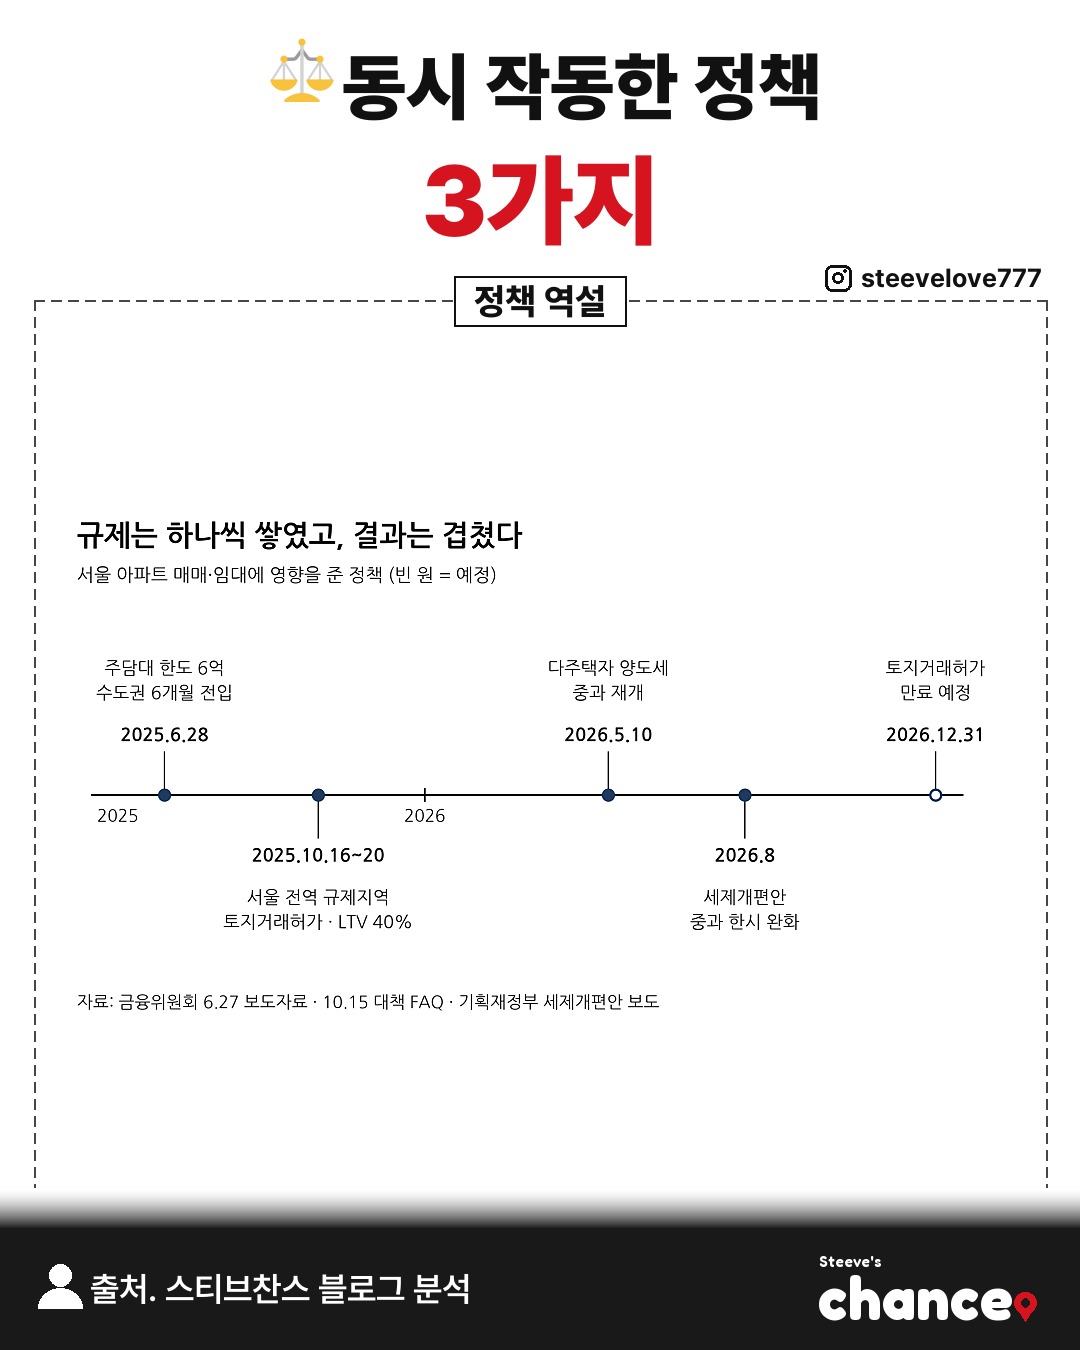 동시 작동한 정책
3가지
steevelove777
정책 역설
규제는 하나씩 쌓였고, 결과는 겹쳤다
서울 아파트 매매·임대에 영향을 준 정책 (빈 원 = 예정)
주담대 한도 6억
수도권 6개월 전입
2025.6.28
다주택자 양도세
중과 재개
2026.5.10
토지거래허가
만료 예정
2026.12.31
2025
2026
2025.10.16~20
서울 전역 규제지역
토지거래허가 · LTV 40%
2026.8
세제개편안
중과 한시 완화
자료: 금융위원회 6.27 보도자료 · 10.15 대책 FAQ · 기획재정부 세제개편안 보도
출처. 스티브찬스 블로그 분석
Steeve's
chance